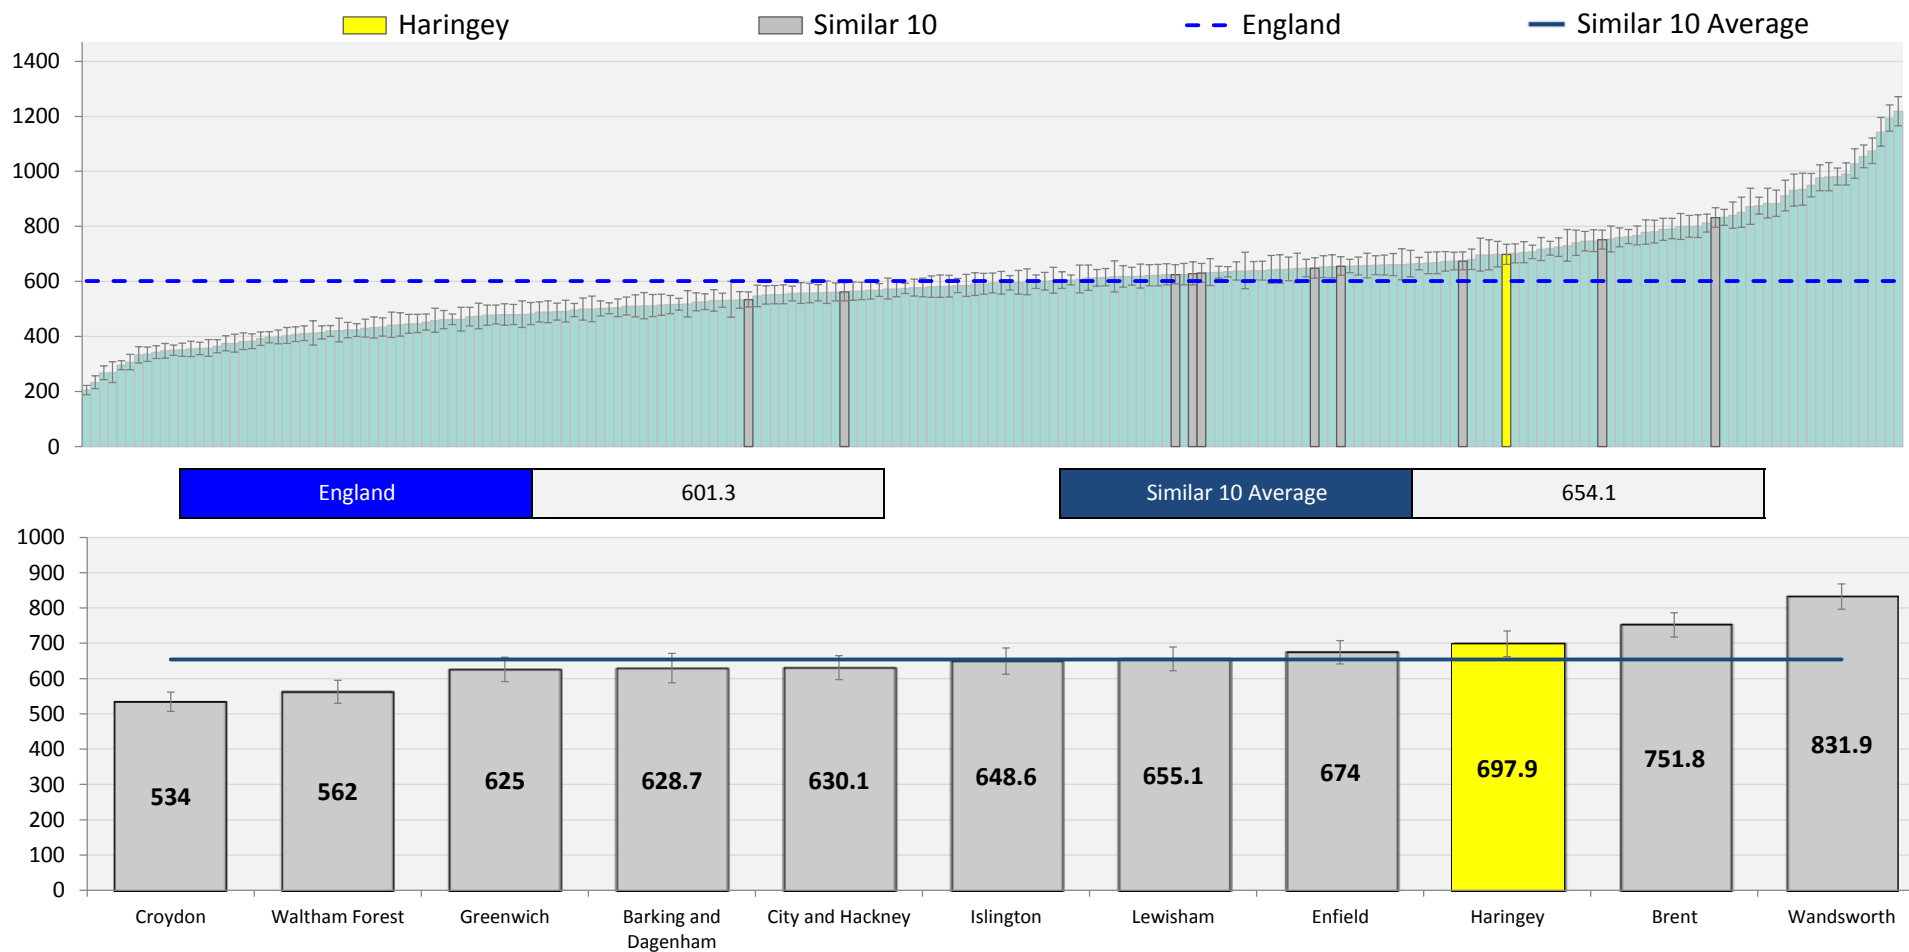 Haringey
Similar 10
England
Similar 10 Average
1400
1200
1000
800
600
400
200
0
England
601.3
Similar 10 Average
654.1
1000
900
800
700
600
500
400
300
200
100
0
534
562
625
628.7
630.1
648.6
655.1
674
697.9
751.8
831.9
Croydon
Waltham Forest
Greenwich
Barking and
Dagenham
City and Hackney
Islington
Lewisham
Enfield
Haringey
Brent
Wandsworth